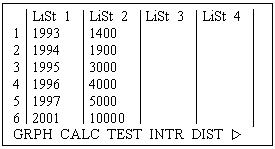 LiSt 1 LiSt 2 LiSt 3 LiSt 4
1 1993 1400
2 1994 1900
3 1995 3000
4 1996 4000
5 1997 5000
6 2001 10000
GRPH CALC TEST INTR DIST ▷